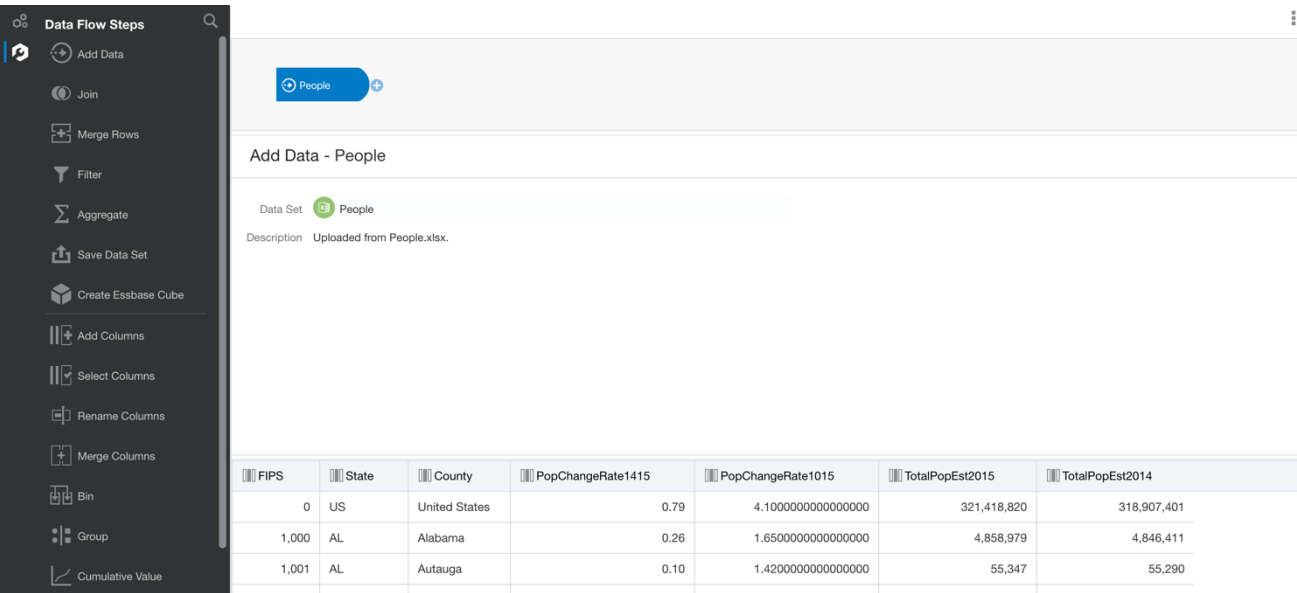 Data Flow Steps
Add Data
Join
Merge Rows
Filter
Aggregate
Save Data Set
Create Essbase Cube
Add Columns
Select Columns
Rename Columns
Merge Columns
Bin
Group
Cumulative Value
People
Add Data - People
Data Set People
Description Uploaded from People.xlsx.
FIPS State County PopChangeRate1415 PopChangeRate1015 TotalPopEst2015 TotalPopEst2014
0 US United States 0.79 4.1000000000000000 321,418,820 318,907,401
1,000 AL Alabama 0.26 1.6500000000000000 4,858,979 4,846,411
1,001 AL Autauga 0.10 1.4200000000000000 55,347 55,290